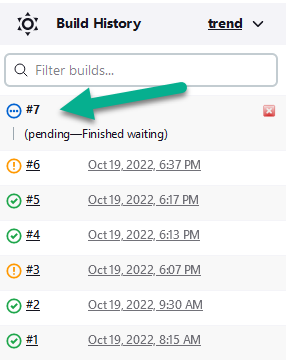 Build History
trend
Filter builds...
#7
(pending—Finished waiting)
#6 Oct 19, 2022, 6:37 PM
#5 Oct 19, 2022, 6:17 PM
#4 Oct 19, 2022, 6:13 PM
#3 Oct 19, 2022, 6:07 PM
#2 Oct 19, 2022, 9:30 AM
#1 Oct 19, 2022, 8:15 AM